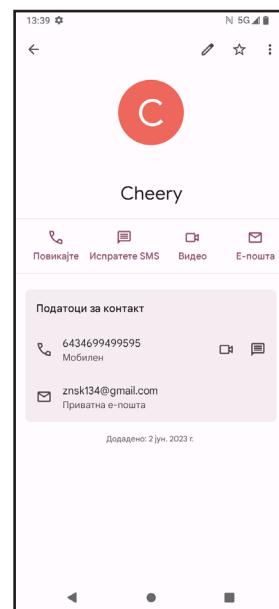 13:39 5G
C
Cheery
Повикајте Испратете SMS Видео Е-пошта
Податоци за контакт
6434699499595
Мобилен
znsk134@gmail.com
Приватна е-пошта
Додадено: 2 јун. 2023 г.